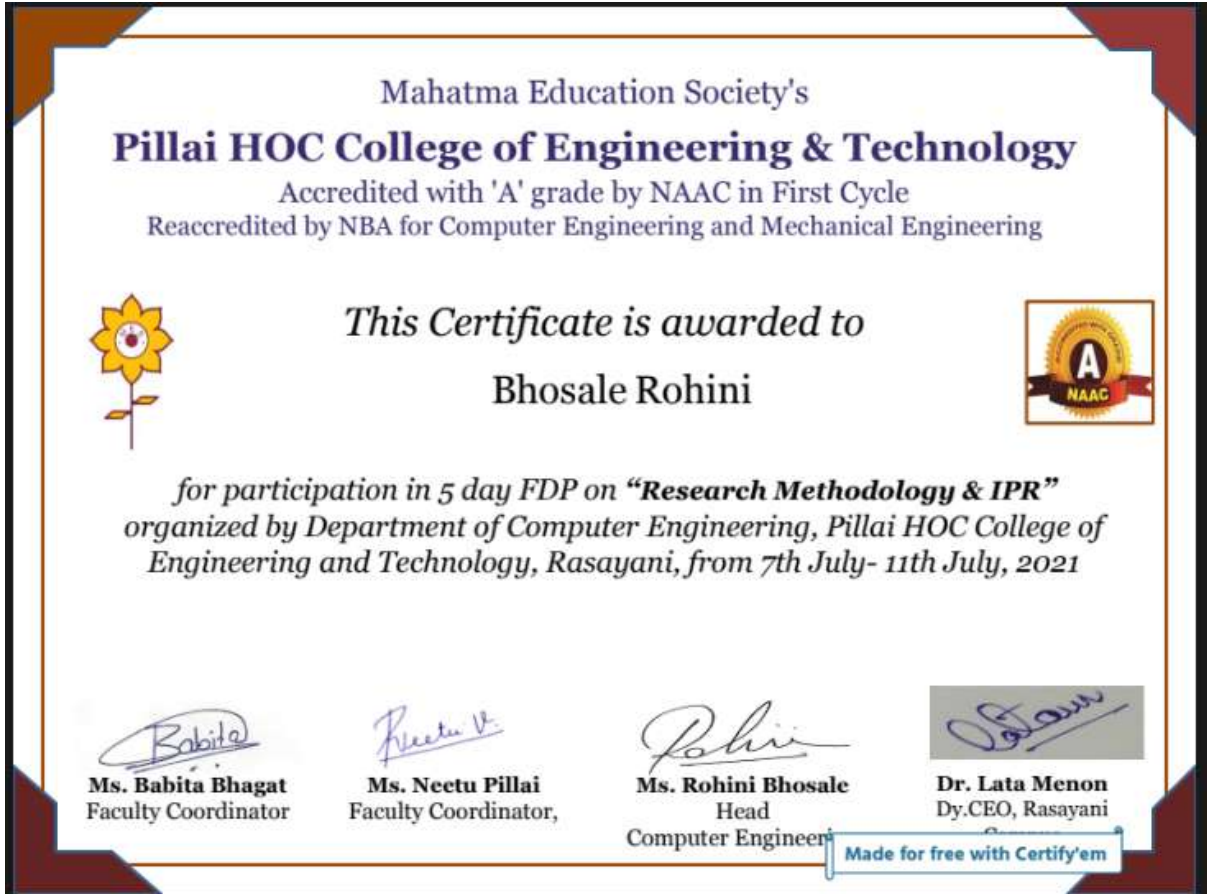 Mahatma Education Society's
Pillai HOC College of Engineering & Technology
Accredited with 'A' grade by NAAC in First Cycle
Reaccredited by NBA for Computer Engineering and Mechanical Engineering
This Certificate is awarded to
Bhosale Rohini
A
NAAC
for participation in 5 day FDP on “Research Methodology & IPR”
organized by Department of Computer Engineering, Pillai HOC College of
Engineering and Technology, Rasayani, from 7th July- 11th July, 2021
Babita
Neetu V.
Rohini
Ms. Babita Bhagat
Ms. Neetu Pillai
Ms. Rohini Bhosale
Dr. Lata Menon
Faculty Coordinator
Faculty Coordinator,
Head
Dy.CEO, Rasayani
Computer
Made for free with Certify'em